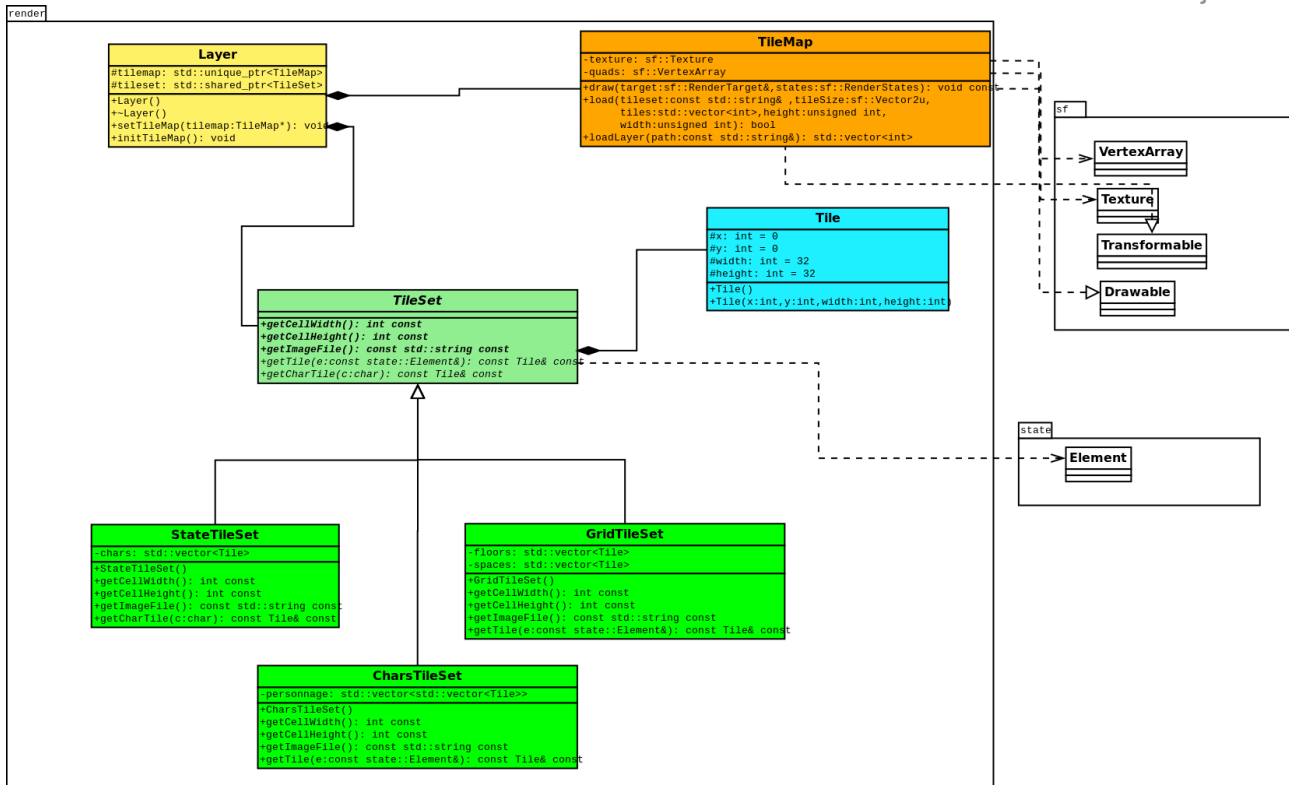 render
Layer
#tilemap: std::unique_ptr<TileMap>
#tileset: std::shared_ptr<TileSet>
+Layer()
+~Layer()
+setTileMap(tilemap:TileMap*): void
+initTileMap(): void
TileMap
-texture: sf::Texture
-quads: sf::VertexArray
+draw(target:sf::RenderTarget&,states:sf::RenderStates): void const
+load(tileset:const std::string& ,tileSize:sf::Vector2u,
tiles:std::vector<int>,height:unsigned int,
width:unsigned int): bool
+loadLayer(path:const std::string&): std::vector<int>
sf
VertexArray
Texture
Transformable
Drawable
Tile
#x: int = 0
#y: int = 0
#width: int = 32
#height: int = 32
+Tile()
+Tile(x:int,y:int,width:int,height:int)
TileSet
+getCellWidth(): int const
+getCellHeight(): int const
+getImageFile(): const std::string const
+getTile(e:const state::Element&): const Tile& const
+getCharTile(c:char): const Tile& const
state
Element
StateTileSet
-chars: std::vector<Tile>
+StateTileSet()
+getCellWidth(): int const
+getCellHeight(): int const
+getImageFile(): const std::string const
+getCharTile(c:char): const Tile& const
GridTileSet
-floors: std::vector<Tile>
-spaces: std::vector<Tile>
+GridTileSet()
+getCellWidth(): int const
+getCellHeight(): int const
+getImageFile(): const std::string const
+getTile(e:const state::Element&): const Tile& const
CharsTileSet
-personnage: std::vector<std::vector<Tile>>
+CharsTileSet()
+getCellWidth(): int const
+getCellHeight(): int const
+getImageFile(): const std::string const
+getTile(e:const state::Element&): const Tile& const